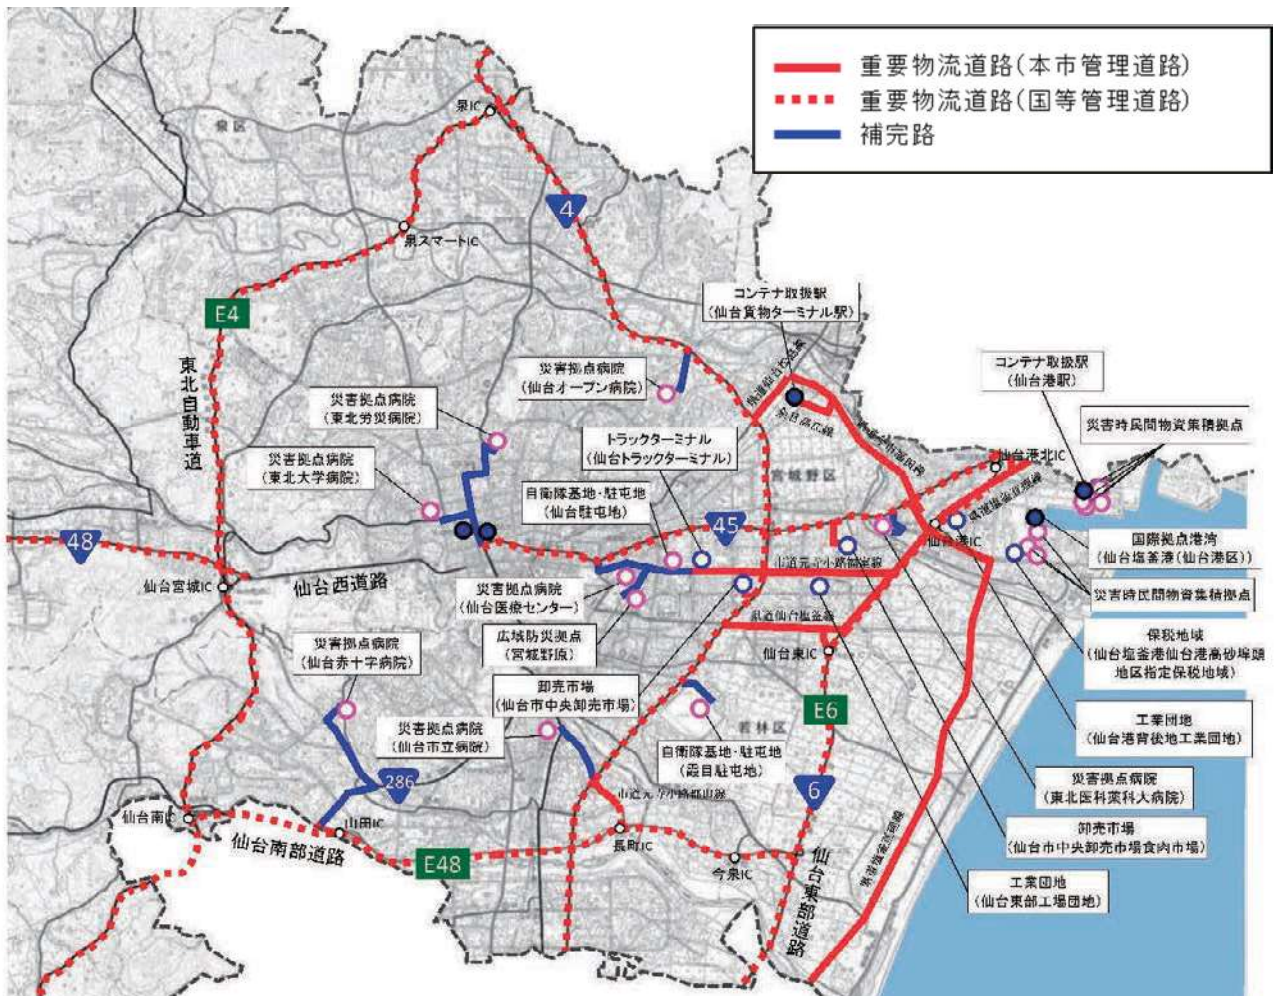 重要物流道路(本市管理道路)
重要物流道路(国等管理道路)
補完路
泉IC
泉区
4
泉スマートIC
E4
東北自動車道
コンテナ取扱駅
(仙台貨物ターミナル駅)
災害拠点病院
(仙台オープン病院)
コンテナ取扱駅
(仙台港駅)
災害拠点病院
(東北労災病院)
災害時民間物資集積拠点
トラックターミナル
(仙台トラックターミナル)
災害拠点病院
(東北大学病院)
宮城野区
仙台港北IC
自衛隊基地・駐屯地
(仙台駐屯地)
45
仙台港IC
48
国際拠点港湾
(仙台塩釜港(仙台港区))
仙台宮城IC
仙台西道路
災害拠点病院
(仙台医療センター)
災害時民間物資集積拠点
県道仙台塩釜線
広域防災拠点
(宮城野原)
災害拠点病院
(仙台赤十字病院)
仙台東IC
保税地域
(仙台塩釜港仙台港高砂埠頭
地区指定保税地域)
卸売市場
(仙台市中央卸売市場)
E6
災害拠点病院
(仙台市立病院)
若林区
工業団地
(仙台港背後地工業団地)
自衛隊基地・駐屯地
(霞目駐屯地)
286
6
災害拠点病院
(東北医科薬科大病院)
仙台南IC
山田IC
仙台南部道路
長町IC
卸売市場
(仙台市中央卸売市場食肉市場)
E48
今泉IC
仙台東部道路
工業団地
(仙台東部工場団地)